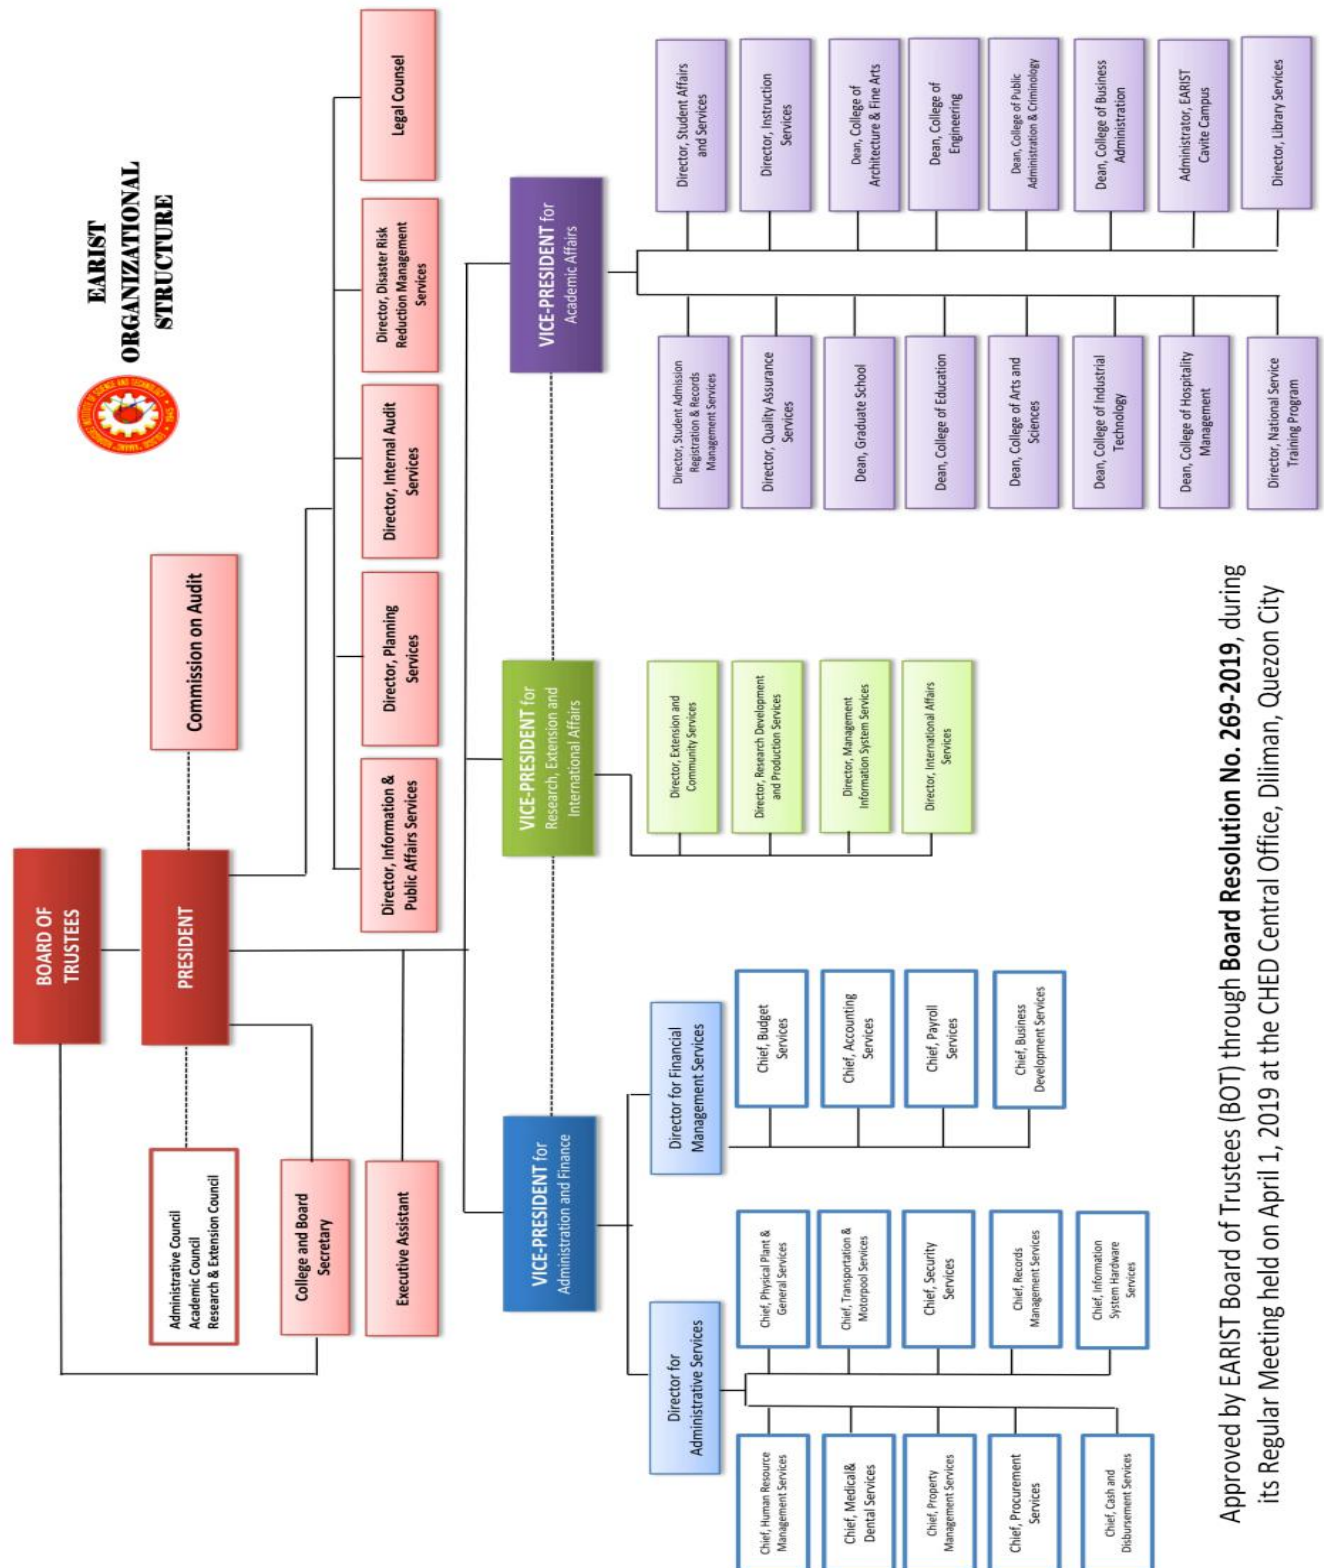 EARIST
ORGANIZATIONAL
STRUCTURE
BOARD OF
TRUSTEES
PRESIDENT
Commission on Audit
Administrative Council
Academic Council
Research & Extension Council
College and Board
Secretary
Executive Assistant
Director, Information &
Public Affairs Services
Director, Planning
Services
Director, Internal Audit
Services
Director, Disaster Risk
Reduction Management
Services
Legal Counsel
VICE-PRESIDENT for
Administration and Finance
VICE-PRESIDENT for
Research, Extension and
International Affairs
VICE-PRESIDENT for
Academic Affairs
Director for
Administrative Services
Director for Financial
Management Services
Chief, Human Resource
Management Services
Chief, Medical&
Dental Services
Chief, Property
Management Services
Chief, Procurement
Services
Chief, Cash and
Disbursement Services
Chief, Physical Plant &
General Services
Chief, Transportation &
Motorpool Services
Chief, Security
Services
Chief, Records
Management Services
Chief, Information
System Hardware
Services
Chief, Budget
Services
Chief, Accounting
Services
Chief, Payroll
Services
Chief, Business
Development Services
Director, Extension and
Community Services
Director, Research Development
and Production Services
Director, Management
Information System Services
Director, International Affairs
Services
Director, Student Admission
Registration & Records
Management Services
Director, Quality Assurance
Services
Dean, Graduate School
Dean, College of Education
Dean, College of Arts and
Sciences
Dean, College of Industrial
Technology
Dean, College of Hospitality
Management
Director, National Service
Training Program
Director, Student Affairs
and Services
Director, Instruction
Services
Dean, College of
Architecture & Fine Arts
Dean, College of
Engineering
Dean, College of Public
Administration & Criminology
Dean, College of Business
Administration
Administrator, EARIST
Cavite Campus
Director, Library Services
Approved by EARIST Board of Trustees (BOT) through Board Resolution No. 269-2019, during
its Regular Meeting held on April 1, 2019 at the CHED Central Office, Diliman, Quezon City